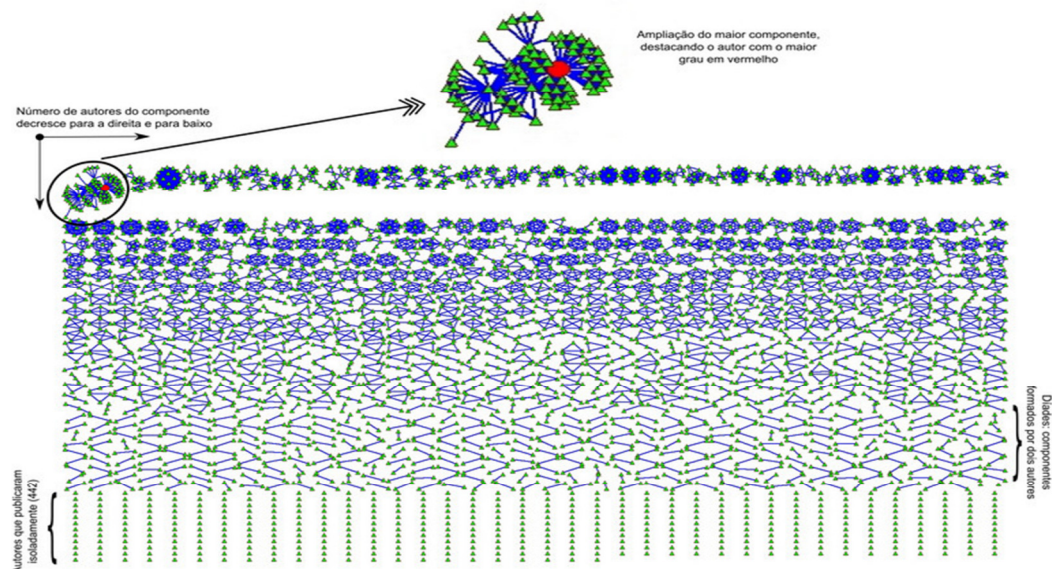 Ampliação do maior componente,
destacando o autor com o maior
grau em vermelho
Número de autores do componente
decresce para a direita e para baixo
Díades: componentes
formados por dois autores
Autores que publicaram
isoladamente (442)